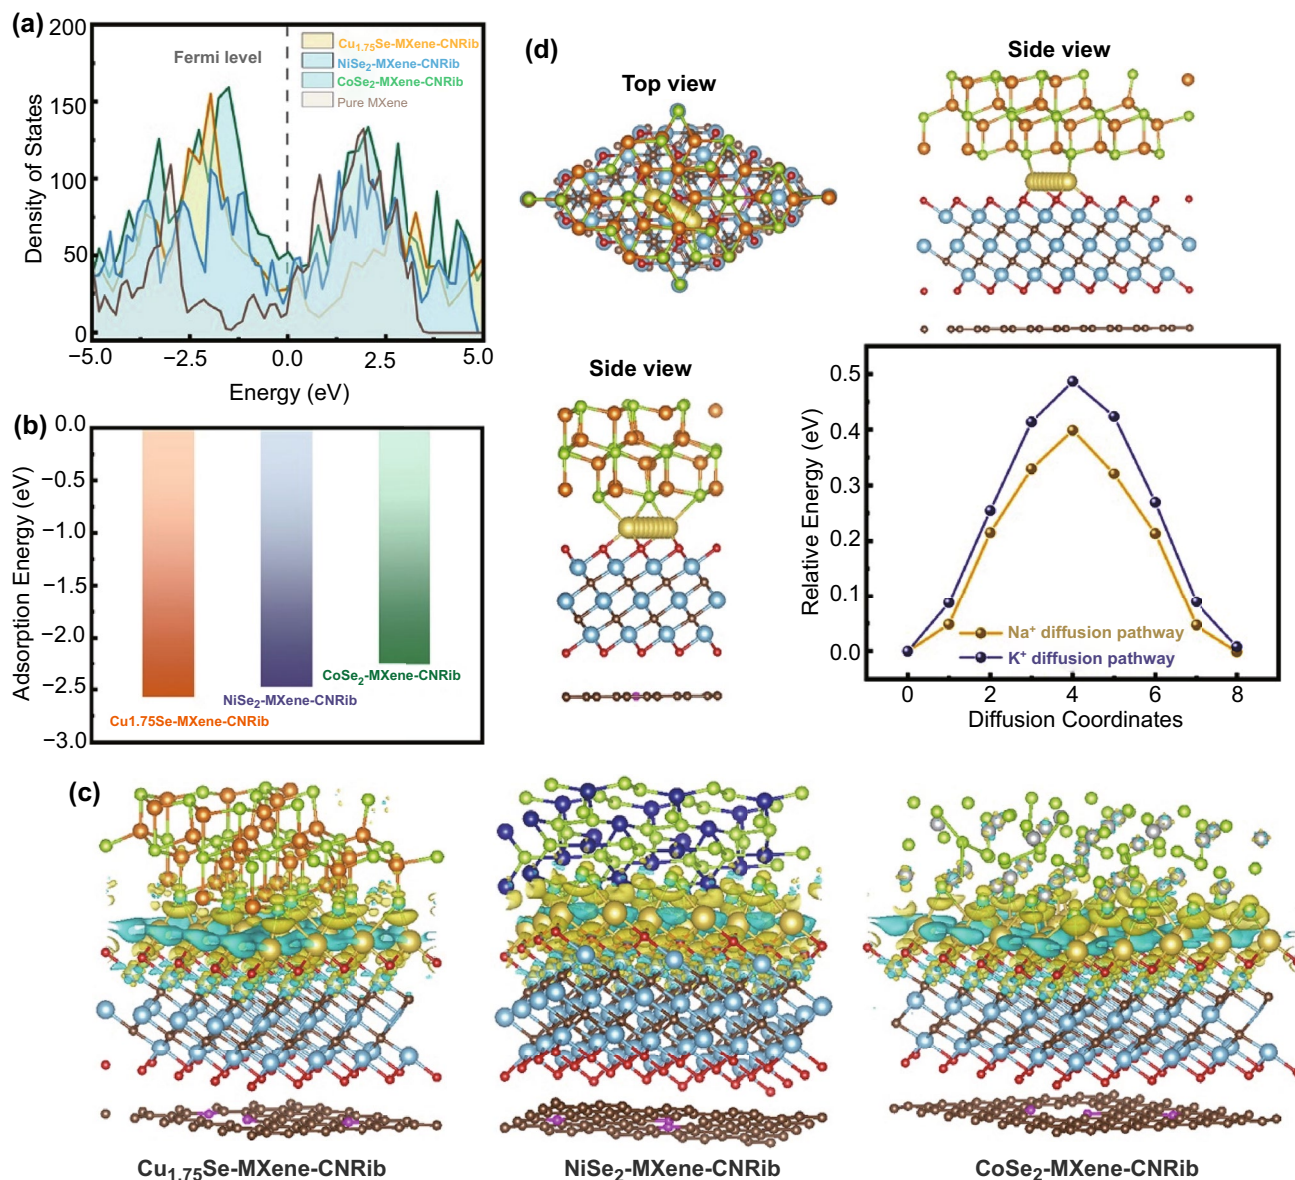 (a)
200
150
100
50
0
Density of States
Fermi level
Cu1.75Se-MXene-CNRib
NiSe2-MXene-CNRib
CoSe2-MXene-CNRib
Pure MXene
−5.0
−2.5
0.0
2.5
5.0
Energy (eV)
(b)
0.0
−0.5
−1.0
−1.5
−2.0
−2.5
−3.0
Adsorption Energy (eV)
Cu1.75Se-MXene-CNRib
NiSe2-MXene-CNRib
CoSe2-MXene-CNRib
(d)
Top view
Side view
Side view
0.5
0.4
0.3
0.2
0.1
0.0
Relative Energy (eV)
Na+ diffusion pathway
K+ diffusion pathway
0
2
4
6
8
Diffusion Coordinates
(c)
Cu1.75Se-MXene-CNRib
NiSe2-MXene-CNRib
CoSe2-MXene-CNRib